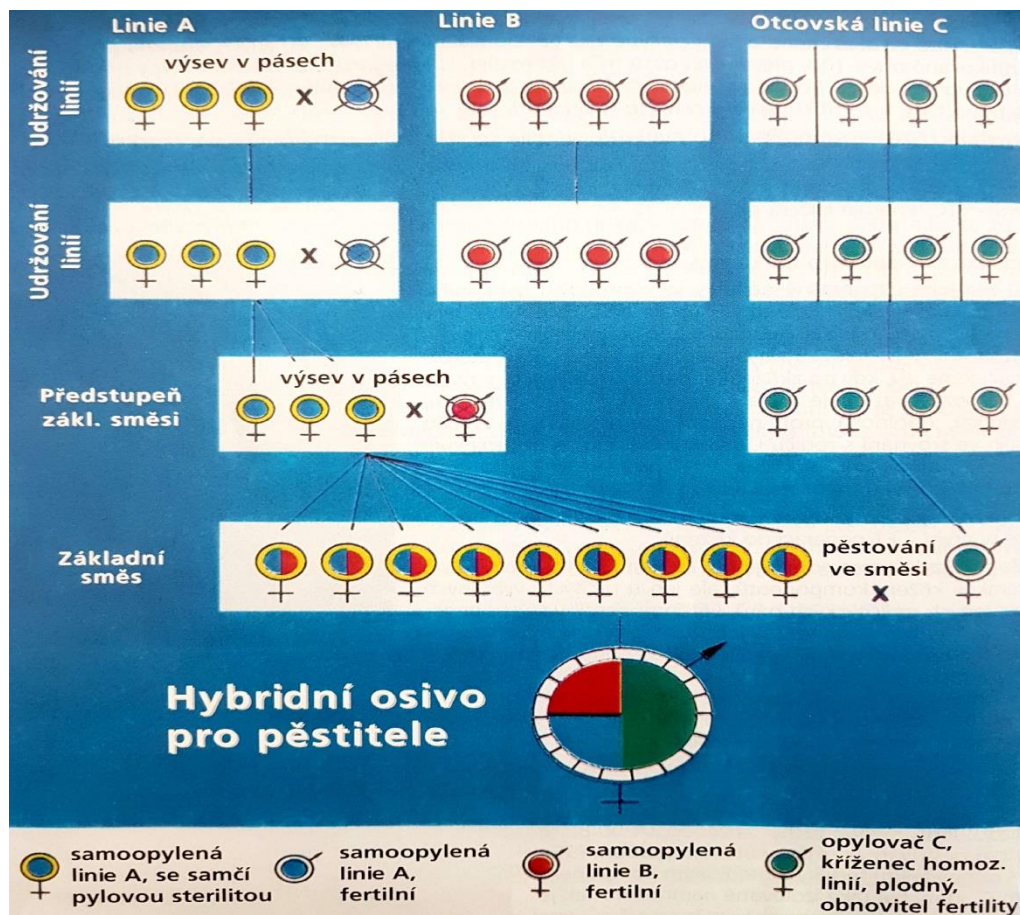 Linie A
Linie B
Otcovská linie C
Udržování
linií
výsev v pásech
x
Udržování
linií
x
Předstupeň
zákl. směsi
výsev v pásech
x
Základní
směs
pěstování
ve směsi
x
Hybridní osivo
pro pěstitele
samoopylená
linie A, se samčí
pylovou sterilitou
samoopylená
linie A,
fertilní
samoopylená
linie B,
fertilní
opylovač C,
kříženec homoz.
linií, plodný,
obnovitel fertility